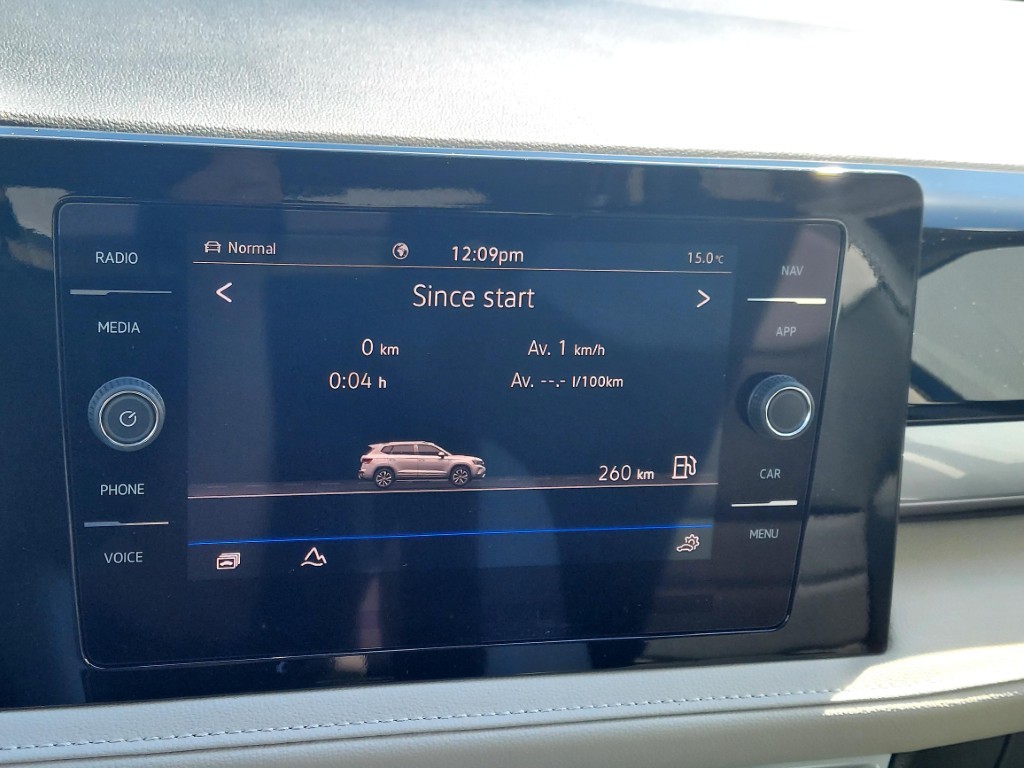 RADIO
MEDIA
PHONE
VOICE
Normal
12:09pm
15.0 °C
< Since start >
0 km
Av. 1 km/h
0:04 h
Av. --.- l/100km
260 km
NAV
APP
CAR
MENU